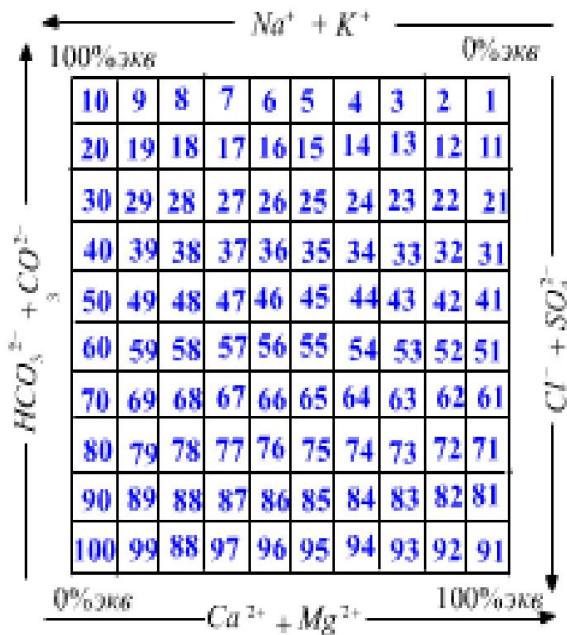 Na⁺ + K⁺
100%экв 0%экв
10 9 8 7 6 5 4 3 2 1
20 19 18 17 16 15 14 13 12 11
30 29 28 27 26 25 24 23 22 21
40 39 38 37 36 35 34 33 32 31
50 49 48 47 46 45 44 43 42 41
60 59 58 57 56 55 54 53 52 51
70 69 68 67 66 65 64 63 62 61
80 79 78 77 76 75 74 73 72 71
90 89 88 87 86 85 84 83 82 81
100 99 88 97 96 95 94 93 92 91
0%экв 100%экв
Ca²⁺ + Mg²⁺
HCO₃²⁻ + CO₃²⁻
Cl⁻ + SO₄²⁻